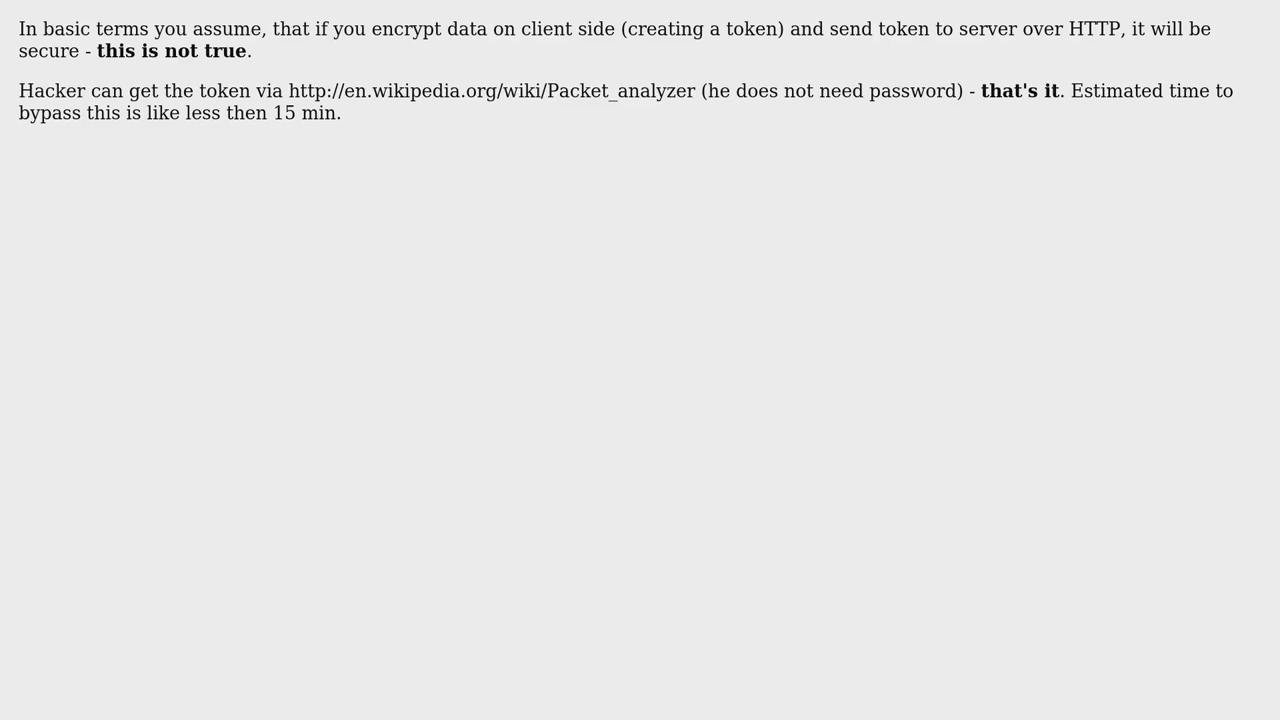 In basic terms you assume, that if you encrypt data on client side (creating a token) and send token to server over HTTP, it will be
secure - this is not true.
Hacker can get the token via http://en.wikipedia.org/wiki/Packet_analyzer (he does not need password) - that's it. Estimated time to
bypass this is like less then 15 min.